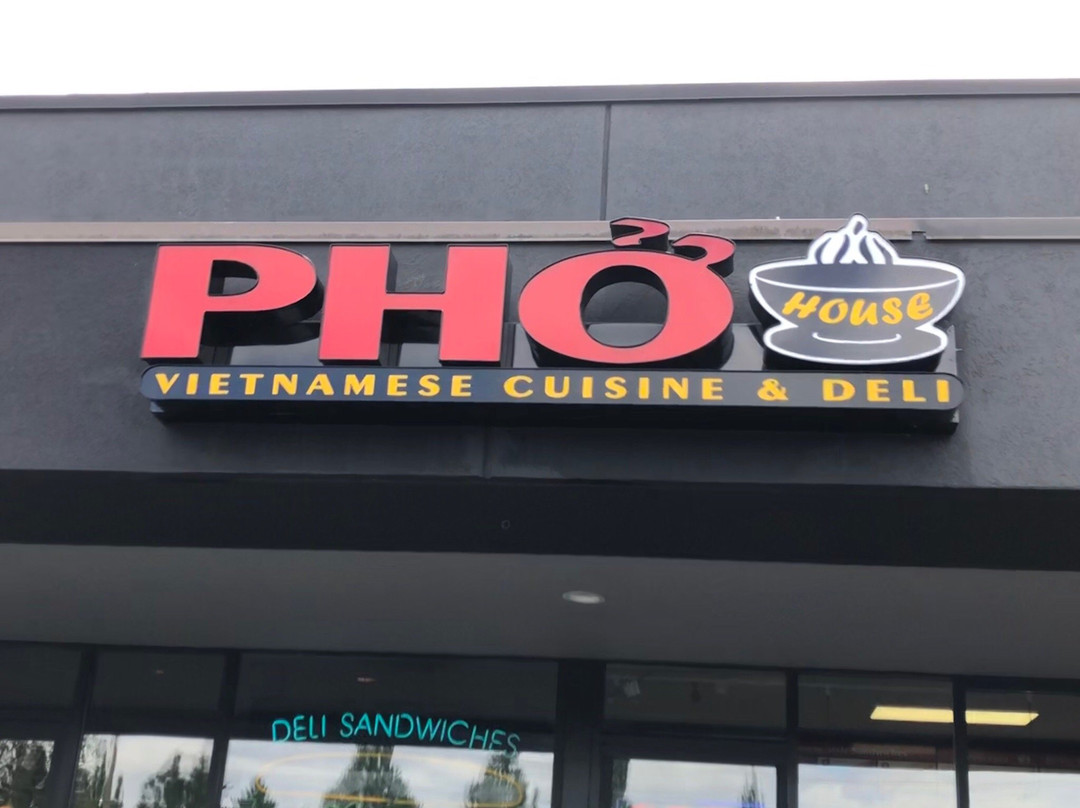 PHỞ
HOUSE
VIETNAMESE CUISINE & DELI
DELI SANDWICHES